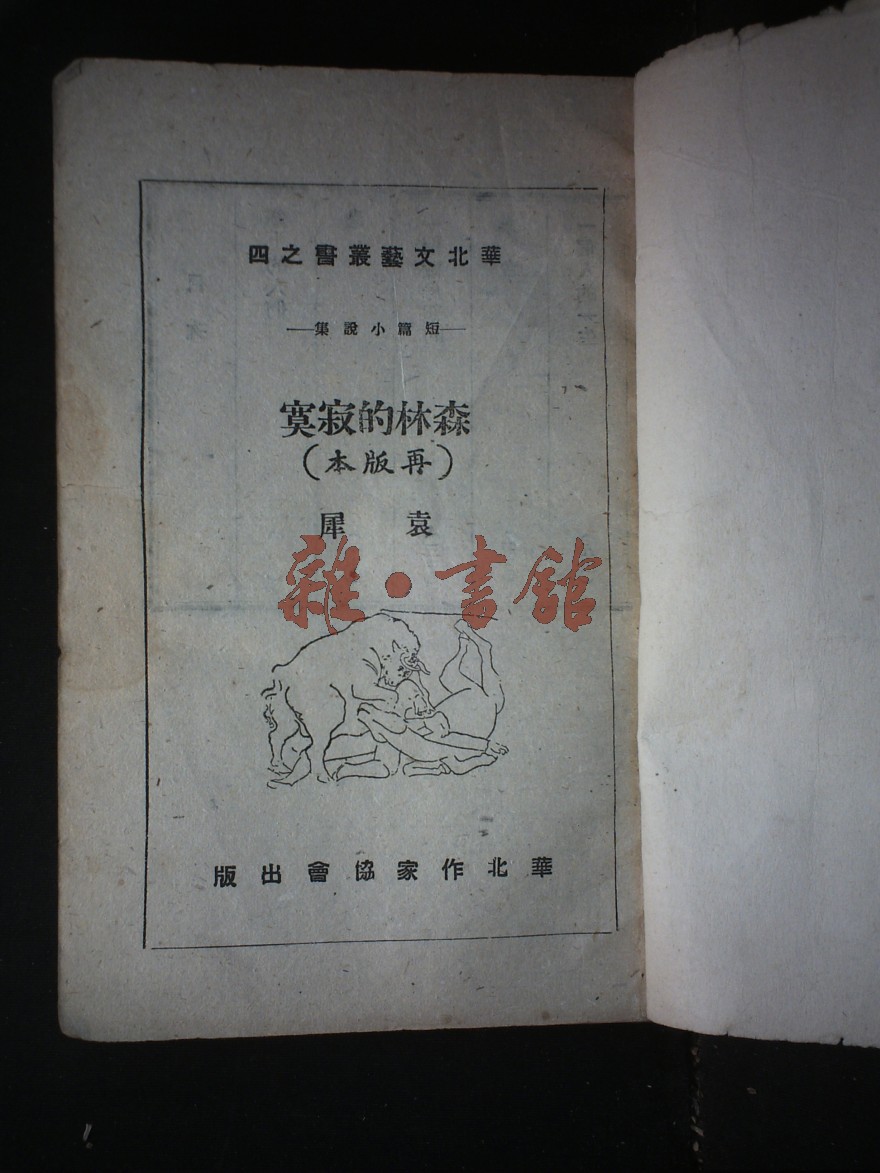 華北文藝叢書之四
—短篇小說集—
森林的寂寞
(再版本)
袁犀
雜·書舘
華北作家協會出版